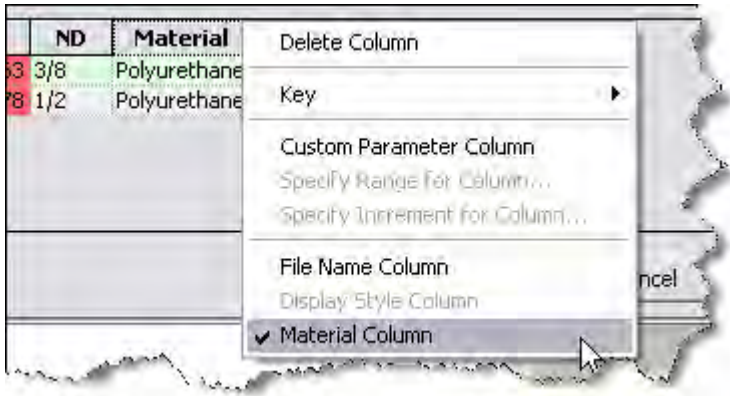 ND Material
53 3/8 Polyurethane
78 1/2 Polyurethane
Delete Column
Key
Custom Parameter Column
Specify Range for Column...
Specify Increment for Column...
File Name Column
Display Style Column
Material Column
ncel